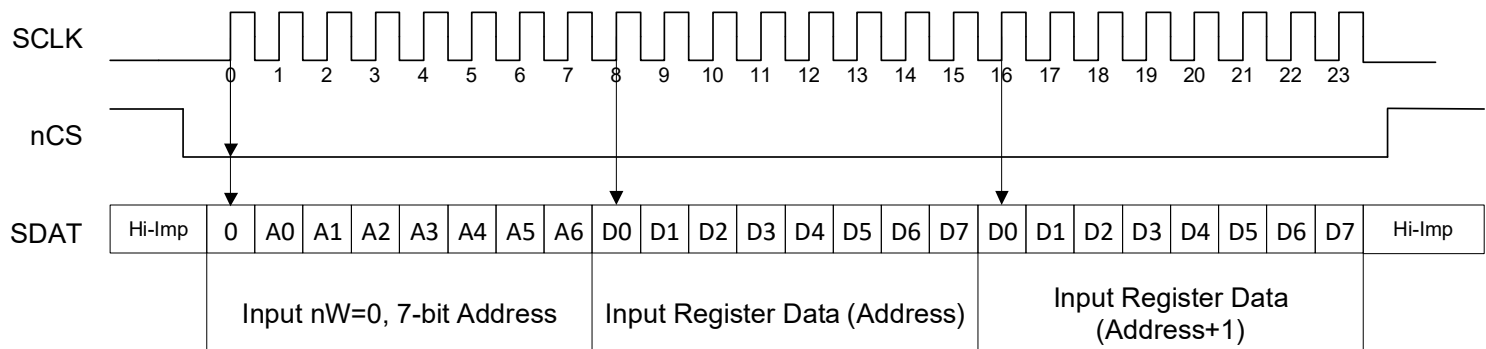 SCLK
0 1 2 3 4 5 6 7 8 9 10 11 12 13 14 15 16 17 18 19 20 21 22 23
nCS
SDAT Hi-Imp 0 A0 A1 A2 A3 A4 A5 A6 D0 D1 D2 D3 D4 D5 D6 D7 D0 D1 D2 D3 D4 D5 D6 D7 Hi-Imp
Input nW=0, 7-bit Address
Input Register Data (Address)
Input Register Data
(Address+1)